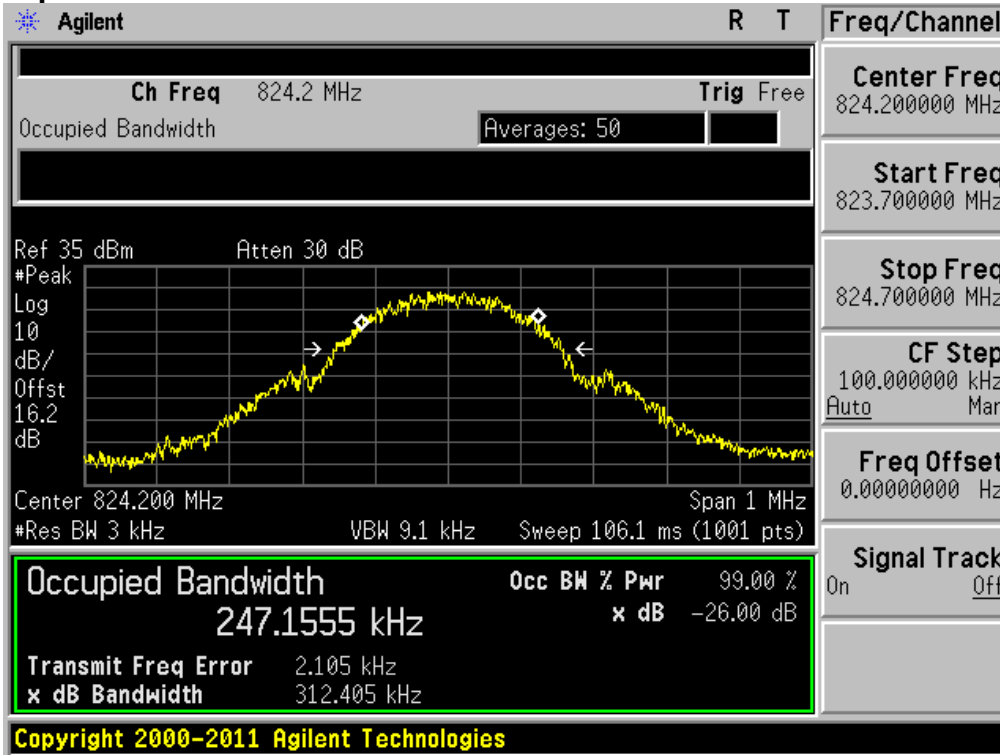 Agilent R T
Freq/Channel
Ch Freq 824.2 MHz Trig Free
Occupied Bandwidth Averages: 50
Ref 35 dBm Atten 30 dB
#Peak
Log
10
dB/
Offst
16.2
dB
Center 824.200 MHz Span 1 MHz
#Res BW 3 kHz VBW 9.1 kHz Sweep 106.1 ms (1001 pts)
Occupied Bandwidth
247.1555 kHz
Occ BW % Pwr 99.00 %
x dB -26.00 dB
Transmit Freq Error 2.105 kHz
x dB Bandwidth 312.405 kHz
Copyright 2000-2011 Agilent Technologies
Center Freq
824.200000 MHz
Start Freq
823.700000 MHz
Stop Freq
824.700000 MHz
CF Step
100.000000 kHz
Auto Man
Freq Offset
0.00000000 Hz
Signal Track
On Off